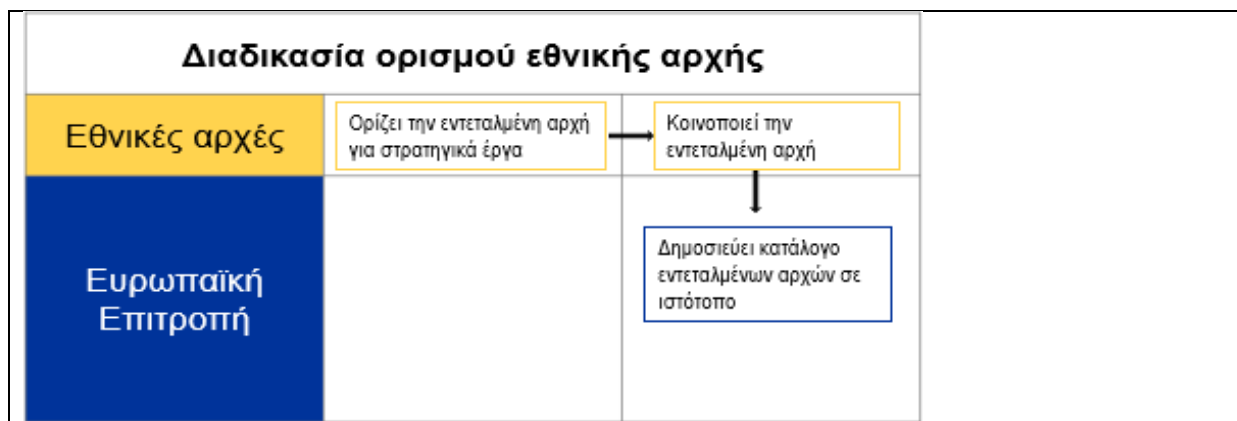 Διαδικασία ορισμού εθνικής αρχής
Εθνικές αρχές
Ορίζει την εντεταλμένη αρχή
για στρατηγικά έργα
Κοινοποιεί την
εντεταλμένη αρχή
Ευρωπαϊκή
Επιτροπή
Δημοσιεύει κατάλογο
εντεταλμένων αρχών σε
ιστότοπο